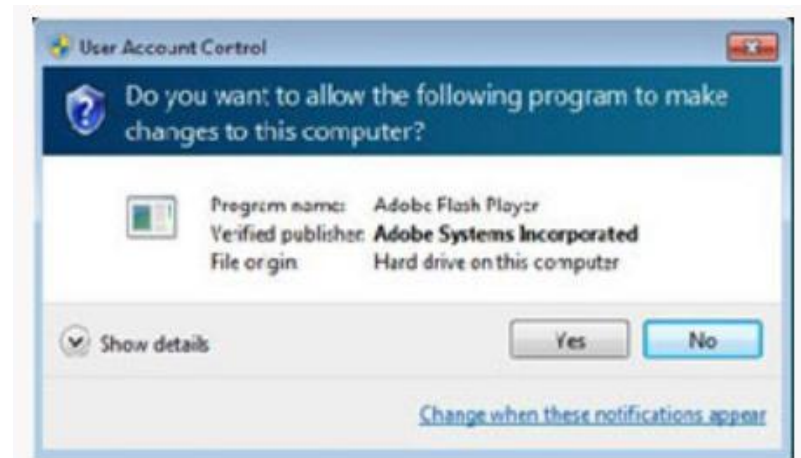 User Account Control
Do you want to allow the following program to make
changes to this computer?
Program name: Adobe Flash Player
Verified publisher: Adobe Systems Incorporated
File origin: Hard drive on this computer
Show details
Yes No
Change when these notifications appear